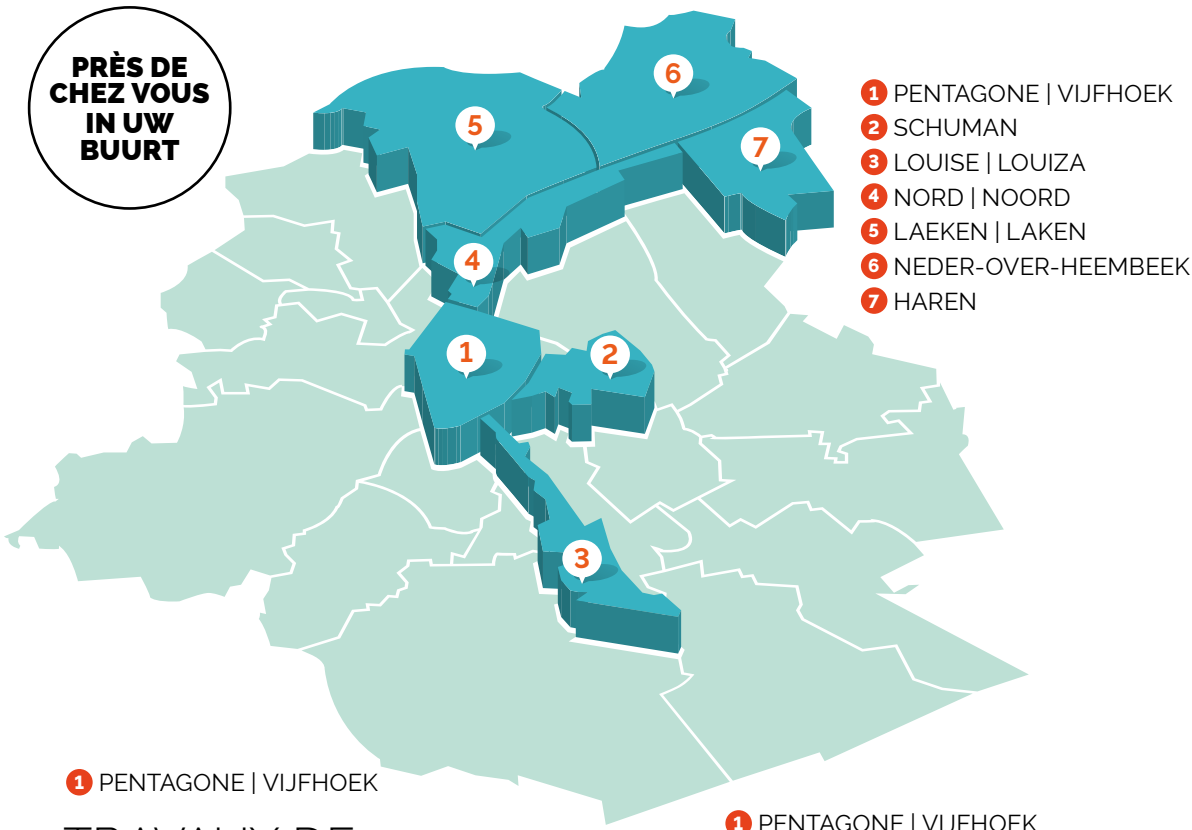 PRÈS DE
CHEZ VOUS
IN UW
BUURT
1 PENTAGONE | VIJFHOEK
2 SCHUMAN
3 LOUISE | LOUIZA
4 NORD | NOORD
5 LAEKEN | LAKEN
6 NEDER-OVER-HEEMBEEK
7 HAREN
6
5
7
4
1
2
3
1 PENTAGONE | VIJFHOEK
TRAVAUX DE
1 PENTAGONE | VIJFHOEK